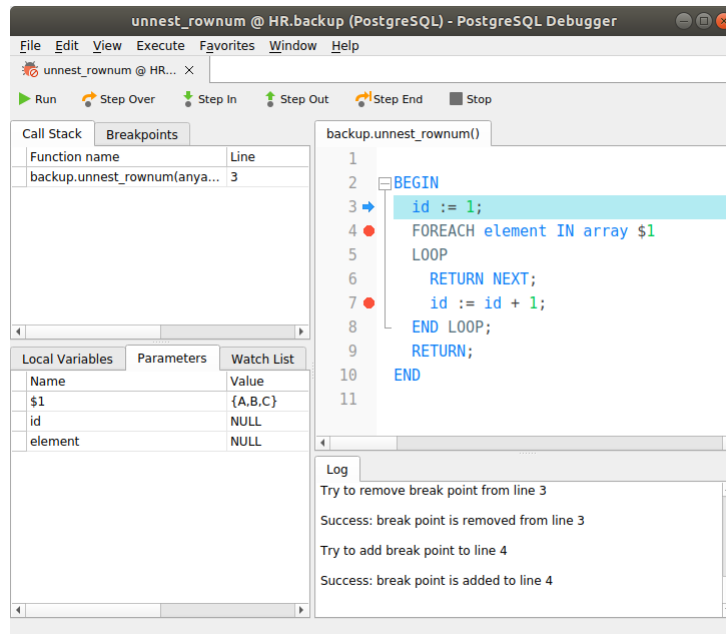 unnest_rownum @ HR.backup (PostgreSQL) - PostgreSQL Debugger
File Edit View Execute Favorites Window Help
unnest_rownum @ HR...
Run Step Over Step In Step Out Step End Stop
Call Stack Breakpoints
Function name Line
backup.unnest_rownum(anya... 3
Local Variables Parameters Watch List
Name Value
$1 {A,B,C}
id NULL
element NULL
backup.unnest_rownum()
1
2 BEGIN
3 id := 1;
4 FOREACH element IN array $1
5 LOOP
6 RETURN NEXT;
7 id := id + 1;
8 END LOOP;
9 RETURN;
10 END
11
Log
Try to remove break point from line 3
Success: break point is removed from line 3
Try to add break point to line 4
Success: break point is added to line 4